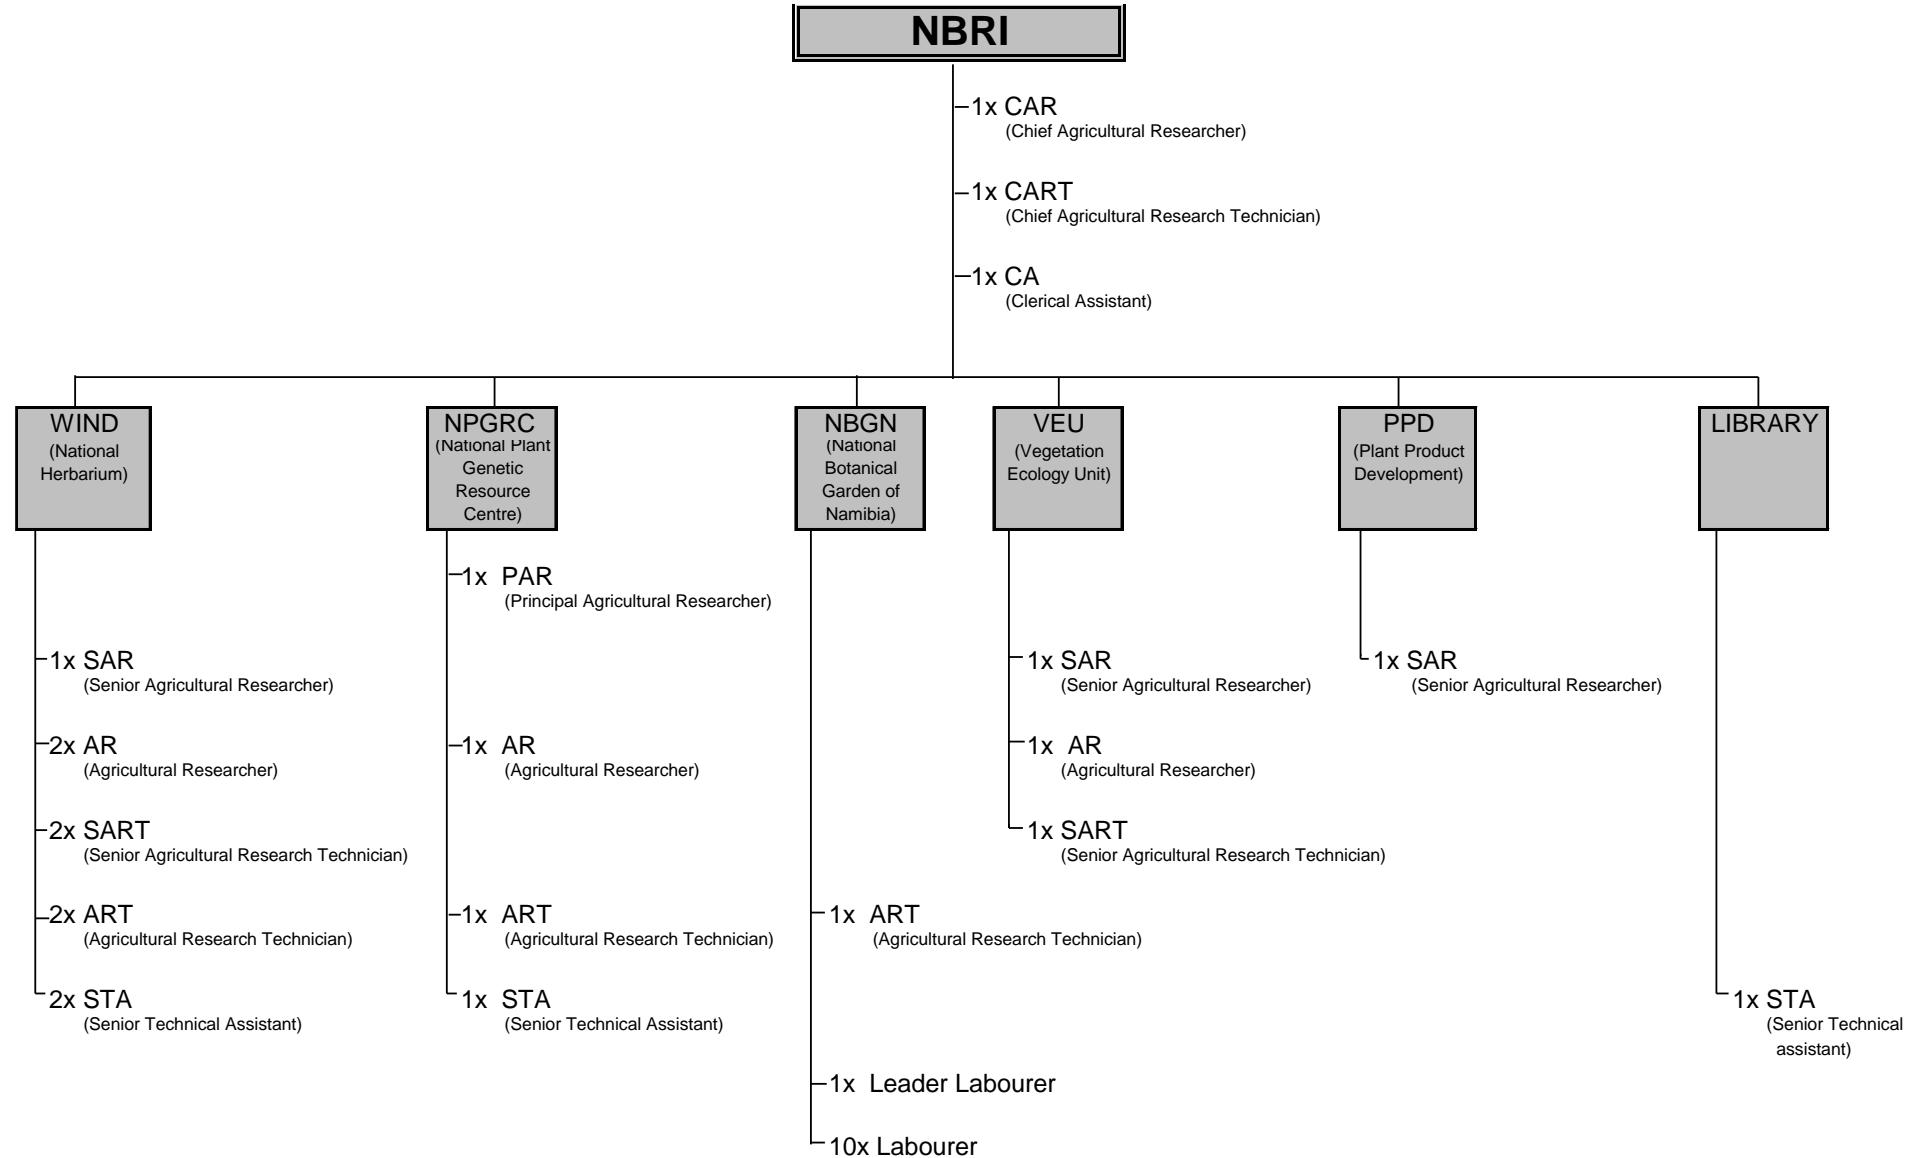 NBRI
1x CAR
(Chief Agricultural Researcher)
1x CART
(Chief Agricultural Research Technician)
1x CA
(Clerical Assistant)
WIND
(National
Herbarium)
1x SAR
(Senior Agricultural Researcher)
2x AR
(Agricultural Researcher)
2x SART
(Senior Agricultural Research Technician)
2x ART
(Agricultural Research Technician)
2x STA
(Senior Technical Assistant)
NPGRC
(National Plant
Genetic
Resource
Centre)
1x PAR
(Principal Agricultural Researcher)
1x AR
(Agricultural Researcher)
1x ART
(Agricultural Research Technician)
1x STA
(Senior Technical Assistant)
NBGN
(National
Botanical
Garden of
Namibia)
1x ART
(Agricultural Research Technician)
1x Leader Labourer
10x Labourer
VEU
(Vegetation
Ecology Unit)
1x SAR
(Senior Agricultural Researcher)
1x AR
(Agricultural Researcher)
1x SART
(Senior Agricultural Research Technician)
PPD
(Plant Product
Development)
1x SAR
(Senior Agricultural Researcher)
LIBRARY
1x STA
(Senior Technical
assistant)